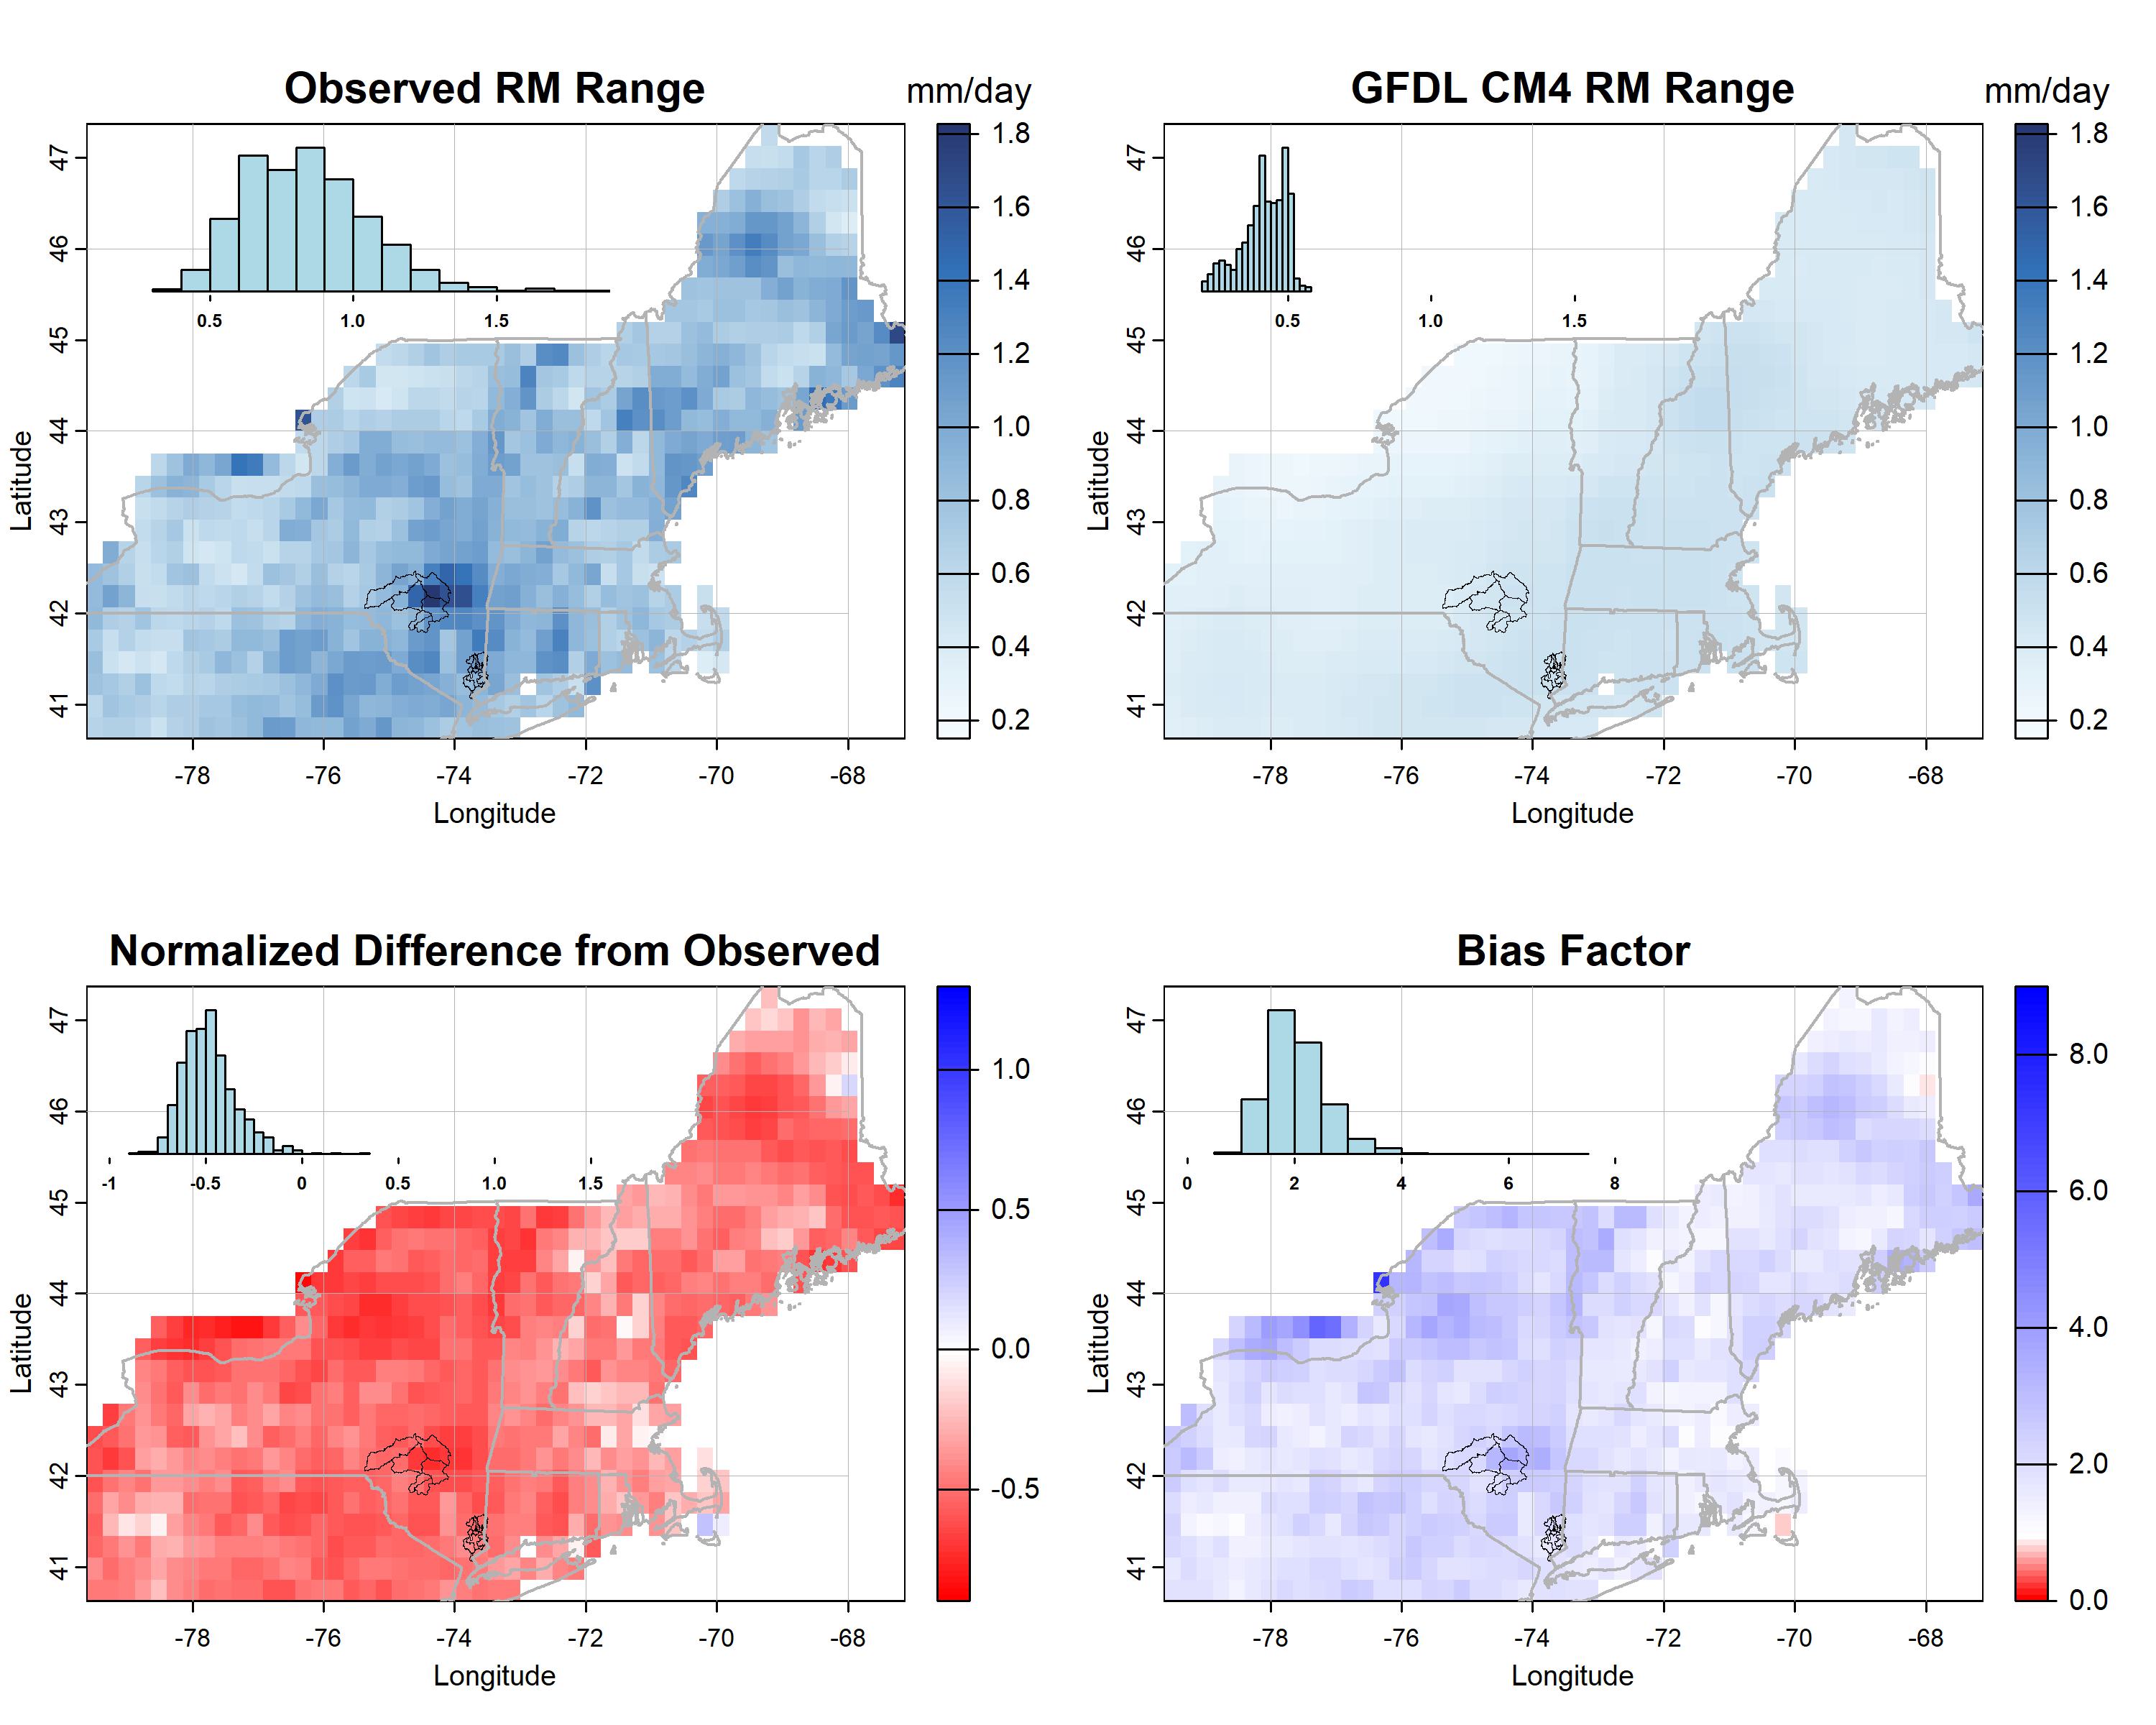 Observed RM Range
mm/day
47
46
45
44
43
42
41
Latitude
0.5 1.0 1.5
1.8
1.6
1.4
1.2
1.0
0.8
0.6
0.4
0.2
-78 -76 -74 -72 -70 -68
Longitude
GFDL CM4 RM Range
mm/day
47
46
45
44
43
42
41
Latitude
0.5 1.0 1.5
1.8
1.6
1.4
1.2
1.0
0.8
0.6
0.4
0.2
-78 -76 -74 -72 -70 -68
Longitude
Normalized Difference from Observed
47
46
45
44
43
42
41
Latitude
-1 -0.5 0 0.5 1.0 1.5
1.0
0.5
0.0
-0.5
-78 -76 -74 -72 -70 -68
Longitude
Bias Factor
47
46
45
44
43
42
41
Latitude
0 2 4 6 8
8.0
6.0
4.0
2.0
0.0
-78 -76 -74 -72 -70 -68
Longitude